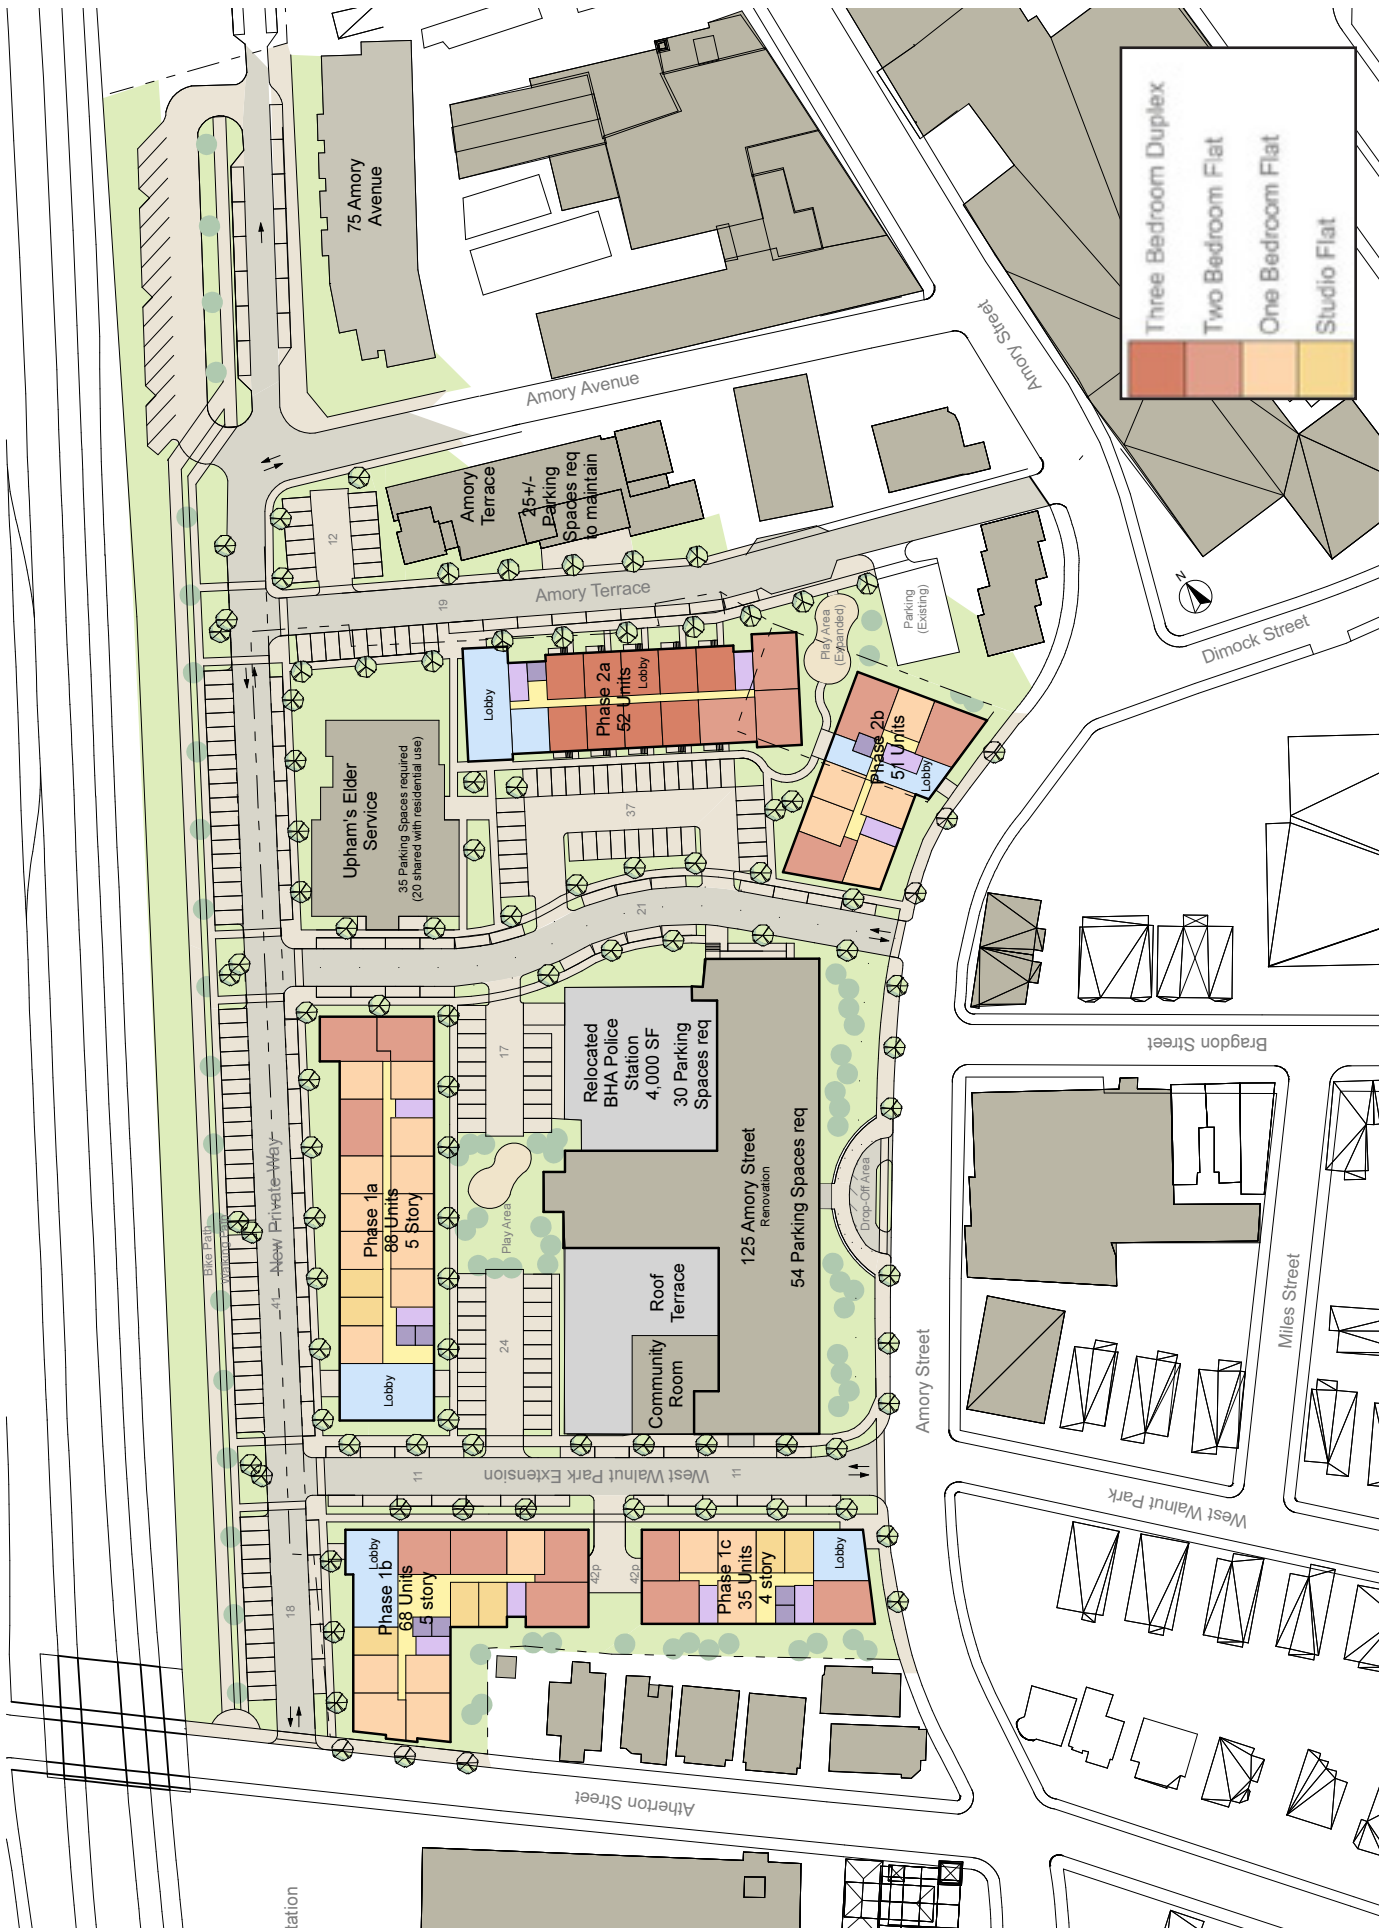 75 Amory
Avenue
Three Bedroom Duplex
Two Bedroom Flat
One Bedroom Flat
Studio Flat
Amory Street
Amory Avenue
Amory
Terrace
25+/-
Parking
Spaces req
to maintain
12
19
Amory Terrace
Play Area
(Expanded)
Parking
(Existing)
N
Dimock Street
Lobby
Phase 2a
52 Units
Lobby
Phase 2b
51 Units
Lobby
Upham's Elder
Service
35 Parking Spaces required
(20 shared with residential use)
37
21
Relocated
BHA Police
Station
4,000 SF
30 Parking
Spaces req
17
Bragdon Street
Phase 1a
88 Units
5 Story
Lobby
Play Area
24
125 Amory Street
Renovation
54 Parking Spaces req
Drop-Off Area
Roof
Terrace
Community
Room
Bike Path
Walking Path
New Private Way
41
Amory Street
Miles Street
11
West Walnut Park Extension
11
West Walnut Park
Lobby
Phase 1b
68 Units
5 story
42p
42p
Phase 1c
35 Units
4 story
Lobby
18
Atherton Street
tation